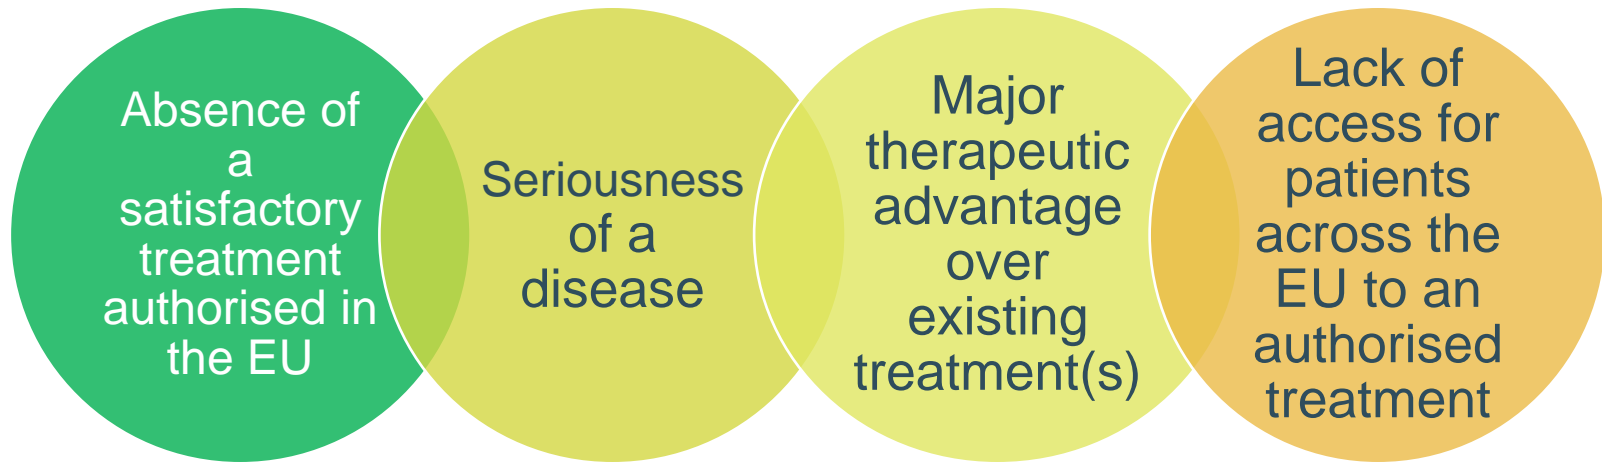 Absence of
a
satisfactory
treatment
authorised in
the EU
Seriousness
of a
disease
Major
therapeutic
advantage
over
existing
treatment(s)
Lack of
access for
patients
across the
EU to an
authorised
treatment